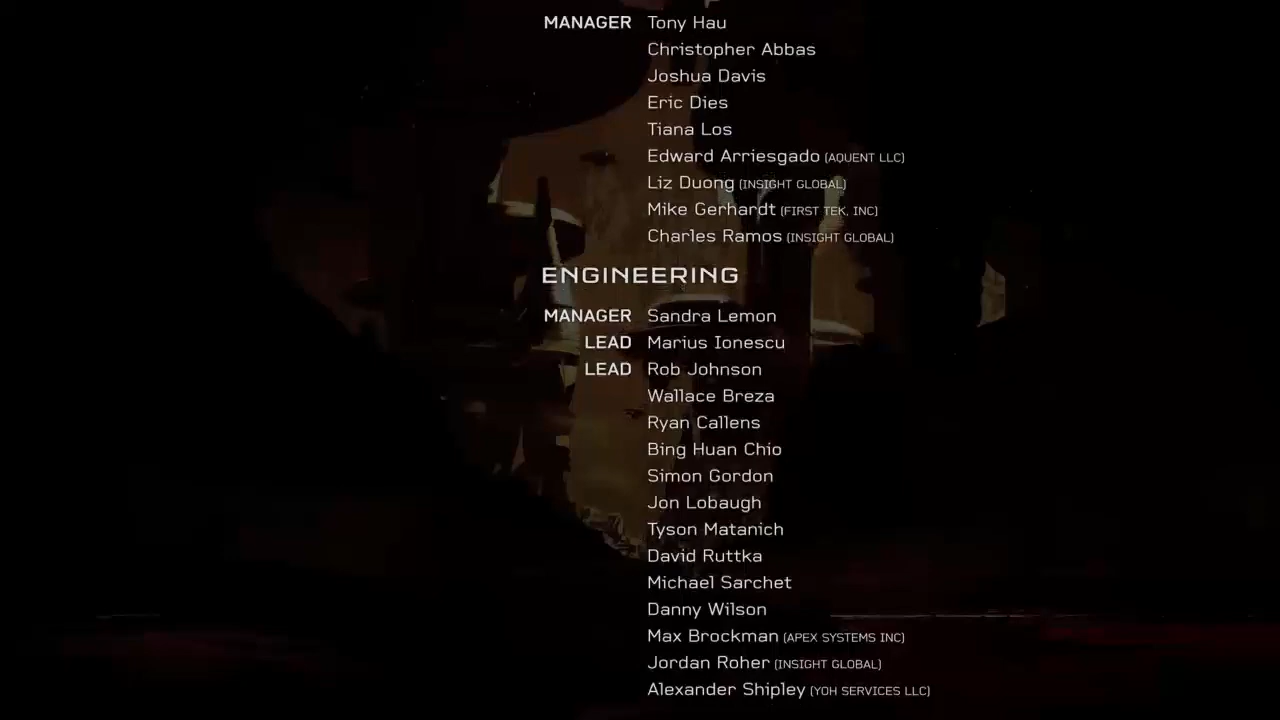 MANAGER Tony Hau
Christopher Abbas
Joshua Davis
Eric Dies
Tiana Los
Edward Arriesgado (AQUENT LLC)
Liz Duong (INSIGHT GLOBAL)
Mike Gerhardt (FIRST TEK, INC)
Charles Ramos (INSIGHT GLOBAL)
ENGINEERING
MANAGER Sandra Lemon
LEAD Marius Ionescu
LEAD Rob Johnson
Wallace Breza
Ryan Callens
Bing Huan Chio
Simon Gordon
Jon Lobaugh
Tyson Matanich
David Ruttka
Michael Sarchet
Danny Wilson
Max Brockman (APEX SYSTEMS INC)
Jordan Roher (INSIGHT GLOBAL)
Alexander Shipley (YOH SERVICES LLC)